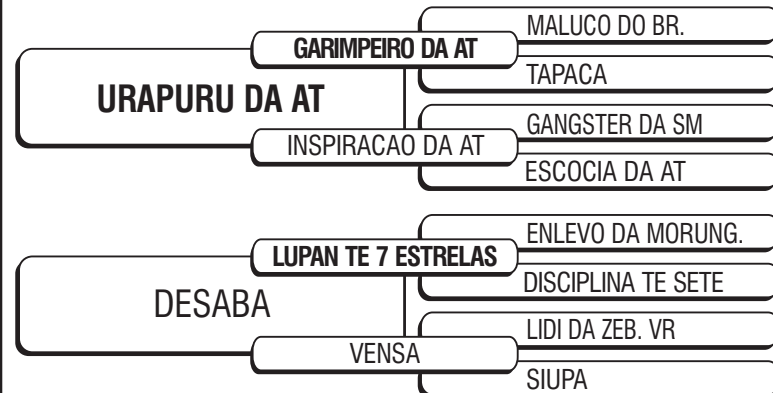 MALUCO DO BR.
GARIMPEIRO DA AT
TAPACA
URAPURU DA AT
GANGSTER DA SM
INSPIRACAO DA AT
ESCOCIA DA AT
ENLEVO DA MORUNG.
LUPAN TE 7 ESTRELAS
DISCIPLINA TE SETE
DESABA
LIDI DA ZEB. VR
VENSA
SIUPA